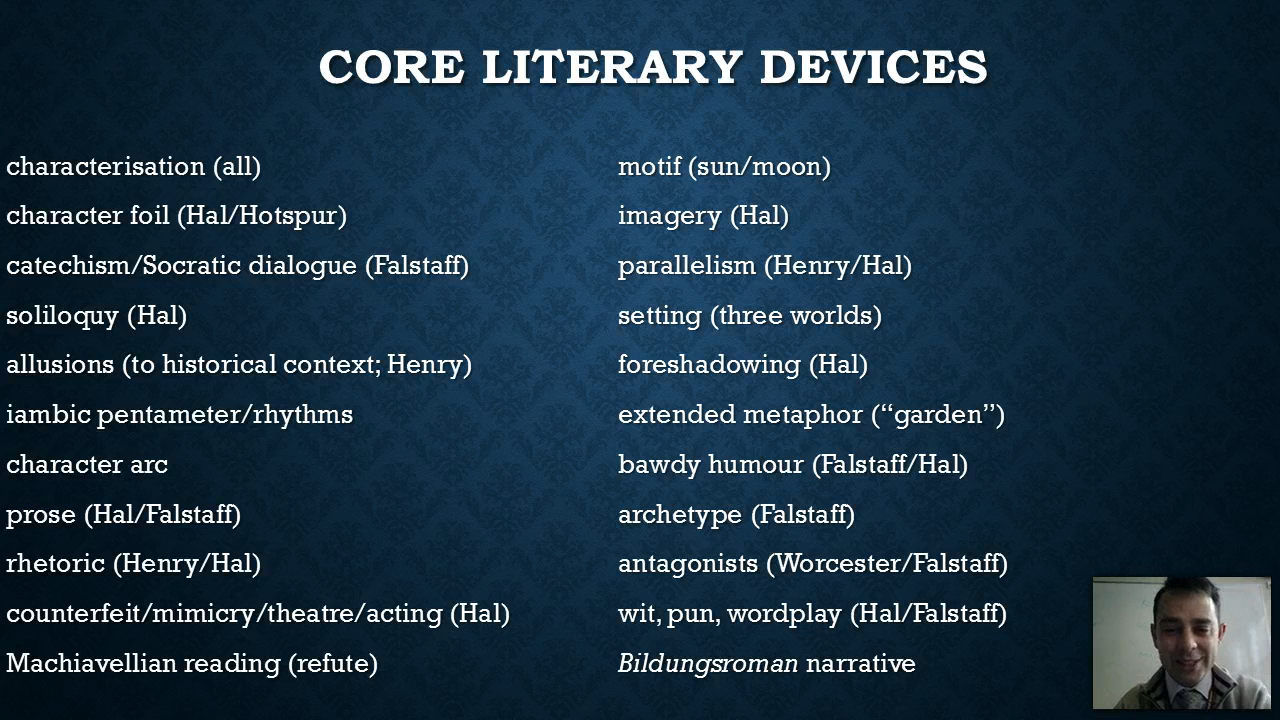 CORE LITERARY DEVICES
characterisation (all)
character foil (Hal/Hotspur)
catechism/Socratic dialogue (Falstaff)
soliloquy (Hal)
allusions (to historical context; Henry)
iambic pentameter/rhythms
character arc
prose (Hal/Falstaff)
rhetoric (Henry/Hal)
counterfeit/mimicry/theatre/acting (Hal)
Machiavellian reading (refute)
motif (sun/moon)
imagery (Hal)
parallelism (Henry/Hal)
setting (three worlds)
foreshadowing (Hal)
extended metaphor (“garden”)
bawdy humour (Falstaff/Hal)
archetype (Falstaff)
antagonists (Worcester/Falstaff)
wit, pun, wordplay (Hal/Falstaff)
Bildungsroman narrative